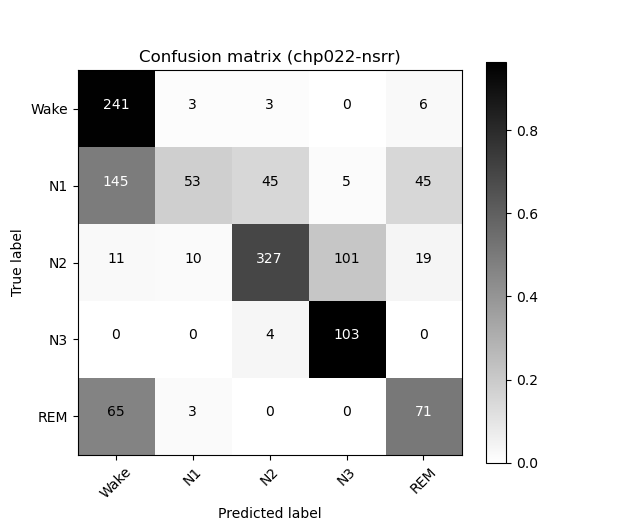 Confusion matrix (chp022-nsrr)
Wake 241 3 3 0 6
N1 145 53 45 5 45
N2 11 10 327 101 19
N3 0 0 4 103 0
REM 65 3 0 0 71
Wake N1 N2 N3 REM
Predicted label
True label
0.8
0.6
0.4
0.2
0.0